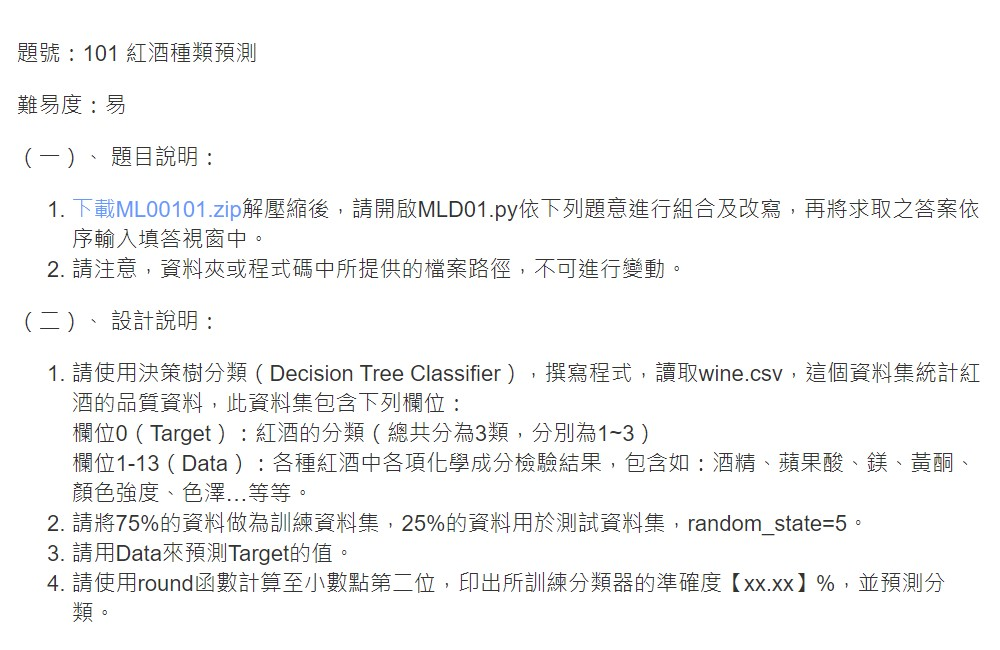 題號：101 紅酒種類預測
難易度：易
（一）、 題目說明：
1. 下載ML00101.zip解壓縮後，請開啟MLD01.py依下列題意進行組合及改寫，再將求取之答案依
序輸入填答視窗中。
2. 請注意，資料夾或程式碼中所提供的檔案路徑，不可進行變動。
（二）、 設計說明：
1. 請使用決策樹分類（Decision Tree Classifier），撰寫程式，讀取wine.csv，這個資料集統計紅
酒的品質資料，此資料集包含下列欄位：
欄位0（Target）：紅酒的分類（總共分為3類，分別為1~3）
欄位1-13（Data）：各種紅酒中各項化學成分檢驗結果，包含如：酒精、蘋果酸、鎂、黃酮、
顏色強度、色澤…等等。
2. 請將75%的資料做為訓練資料集，25%的資料用於測試資料集，random_state=5。
3. 請用Data來預測Target的值。
4. 請使用round函數計算至小數點第二位，印出所訓練分類器的準確度【xx.xx】%，並預測分
類。